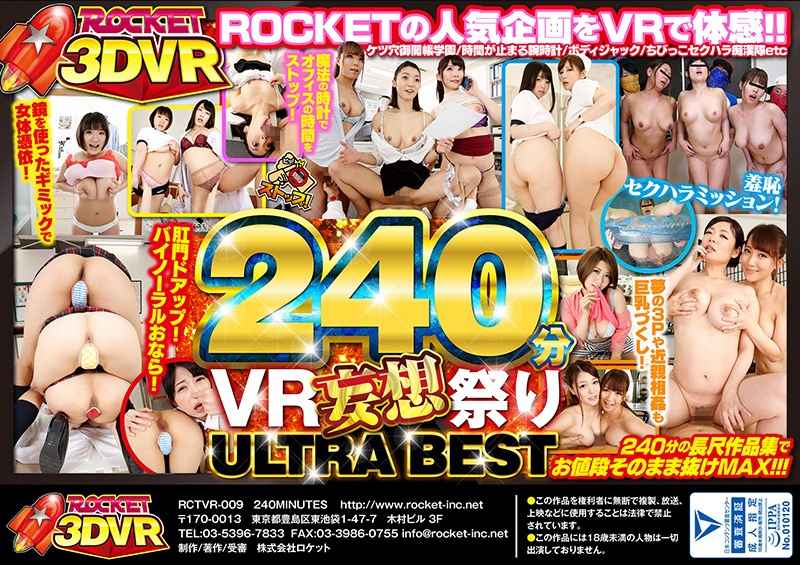 ROCKET
3DVR
ROCKETの人気企画をVRで体感!!
ケツ穴御開帳学園/時間が止まる腕時計/ボディジャック/ちびっこセクハラ痴漢隊etc
鏡を使ったギミックで
女体憑依!
魔法の時計で
オフィスの時間を
ストップ!
ストップ!
羞恥
セクハラミッション!
肛門ドアップ!
バイノーラルおなら!
夢の3Pや近親相姦も
巨乳づくし!
240分
VR妄想祭り
ULTRA BEST
240分の長尺作品集で
お値段そのまま抜けMAX!!!
ROCKET
3DVR
RCTVR-009 240MINUTES http://www.rocket-inc.net
〒170-0013 東京都豊島区東池袋1-47-7 木村ビル 3F
TEL:03-5396-7833 FAX:03-3986-0755 info@rocket-inc.net
制作/著作/受審 株式会社ロケット
●この作品を権利者に無断で複製、放送、
上映などに使用することは法律で禁止
されています。
●この作品には18歳未満の人物は一切
出演しておりません。
審査済証
成人指定
IPPA
No.010120